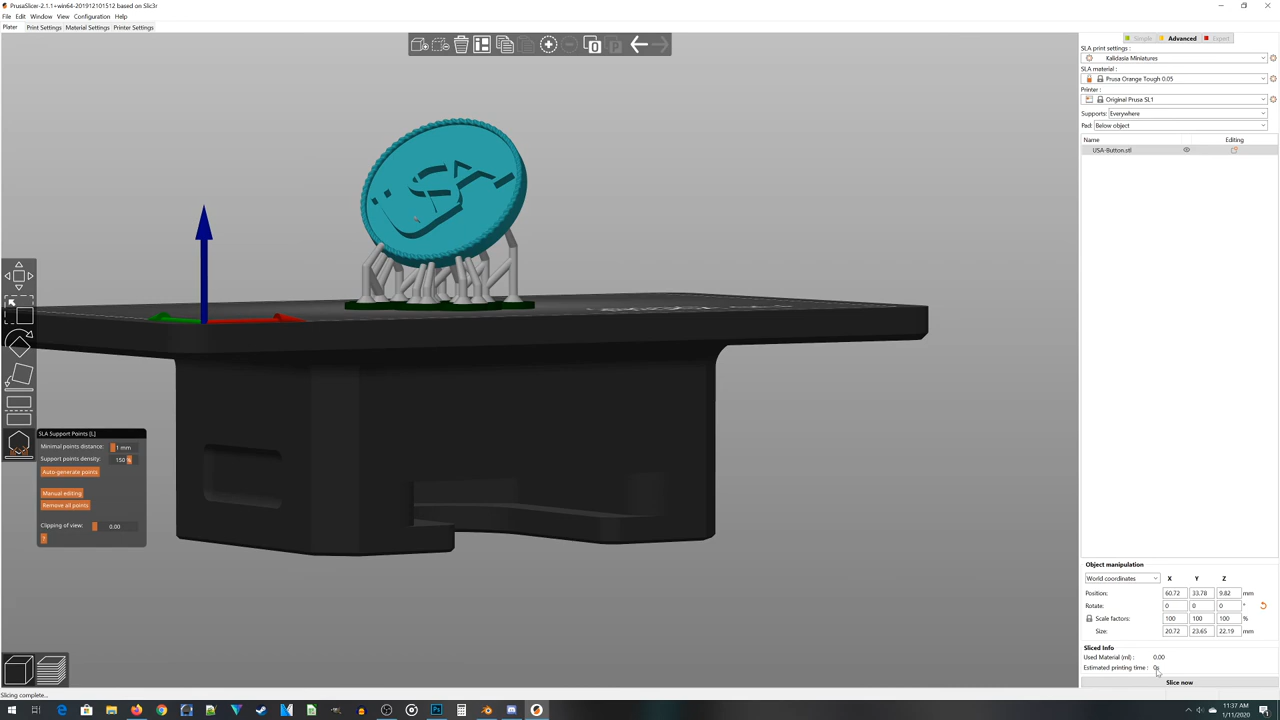 PrusaSlicer-2.1.1+win64-201912101512 based on Slic3r
File Edit Window View Configuration Help
Plater Print Settings Material Settings Printer Settings
Simple Advanced Expert
SLA print settings :
Kalldasia Miniatures
SLA material :
Prusa Orange Tough 0.05
Printer :
Original Prusa SL1
Supports: Everywhere
Pad: Below object
Name Editing
USA-Button.stl
USA
SLA Support Points [L]
Minimal points distance: 1 mm
Support points density: 150 %
Auto-generate points
Manual editing
Remove all points
Clipping of view: 0.00
?
Object manipulation
World coordinates X Y Z
Position: 60.72 33.78 9.82 mm
Rotate: 0 0 0 °
Scale factors: 100 100 100 %
Size: 20.72 23.65 22.19 mm
Sliced Info
Used Material (ml) : 0.00
Estimated printing time : 0s
Slice now
Slicing complete...
11:37 AM
1/11/2020